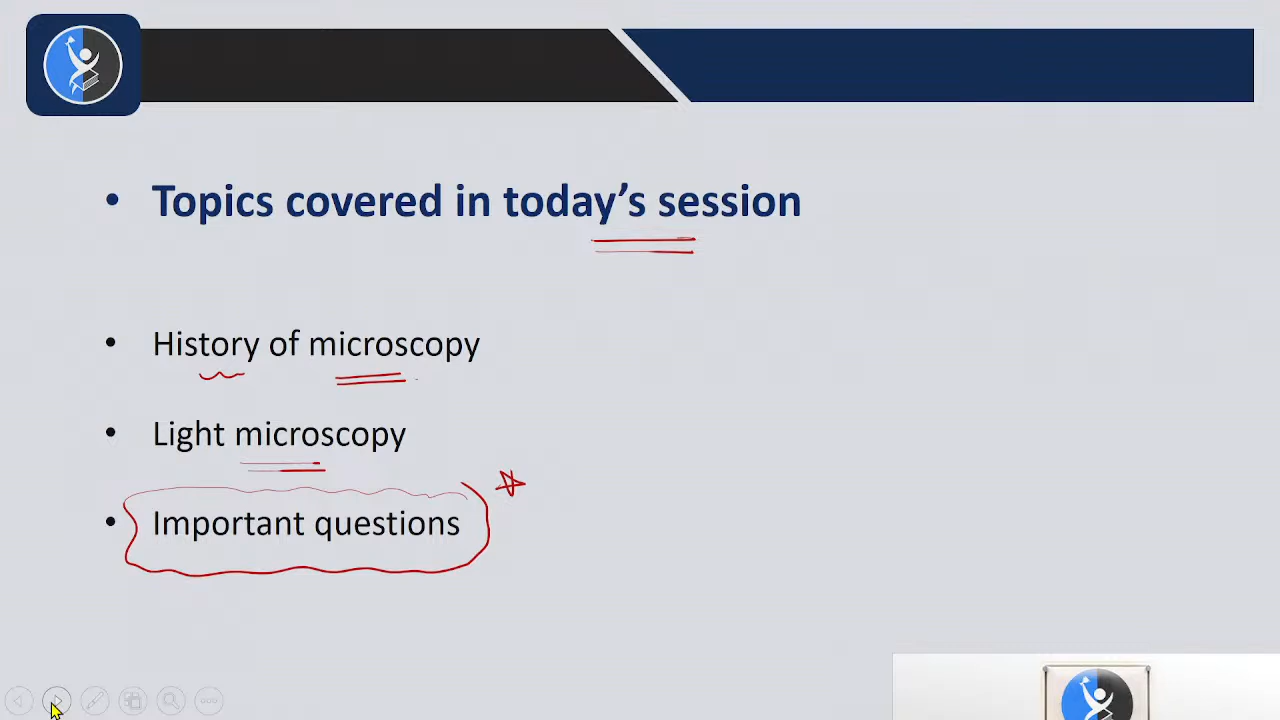 • Topics covered in today’s session
• History of microscopy
• Light microscopy
• Important questions